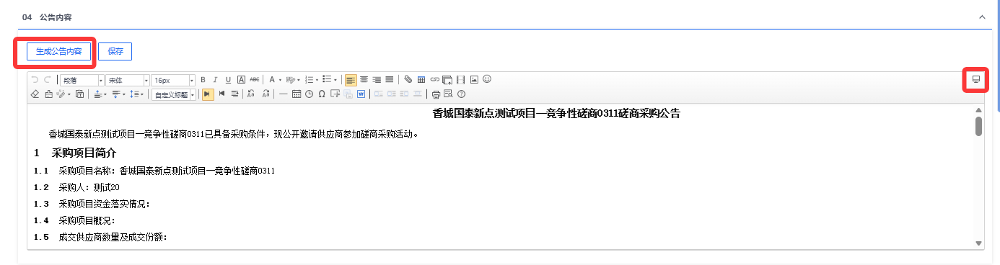 04 公告内容
生成公告内容 保存
段落 宋体 16px B I U A ABC A
自定义标题
香城国泰新点测试项目—竞争性磋商0311磋商采购公告
香城国泰新点测试项目—竞争性磋商0311已具备采购条件，现公开邀请供应商参加磋商采购活动。
1 采购项目简介
1.1 采购项目名称：香城国泰新点测试项目—竞争性磋商0311
1.2 采购人：测试20
1.3 采购项目资金落实情况：
1.4 采购项目概况：
1.5 成交供应商数量及成交份额：